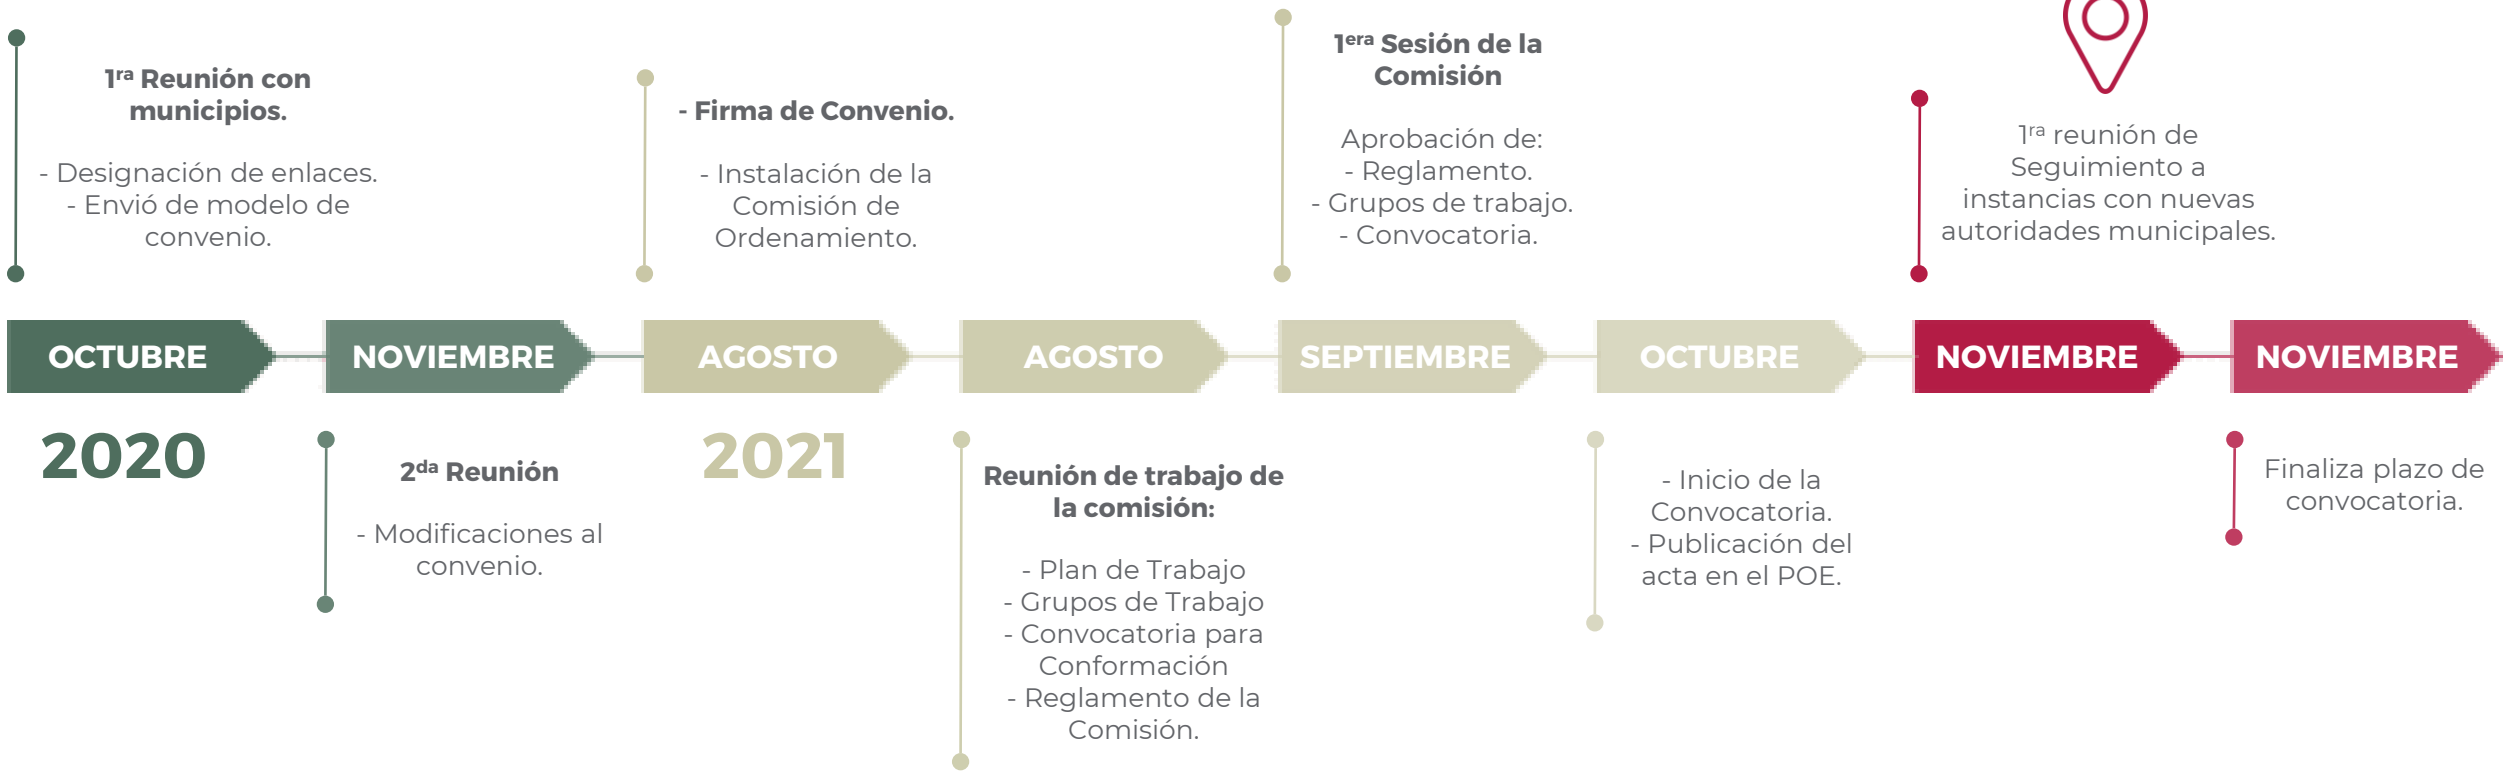 1ra Reunión con
municipios.
- Designación de enlaces.
- Envió de modelo de
convenio.
- Firma de Convenio.
- Instalación de la
Comisión de
Ordenamiento.
1era Sesión de la
Comisión
Aprobación de:
- Reglamento.
- Grupos de trabajo.
- Convocatoria.
1ra reunión de
Seguimiento a
instancias con nuevas
autoridades municipales.
OCTUBRE
NOVIEMBRE
AGOSTO
AGOSTO
SEPTIEMBRE
OCTUBRE
NOVIEMBRE
NOVIEMBRE
2020
2da Reunión
- Modificaciones al
convenio.
2021
Reunión de trabajo de
la comisión:
- Plan de Trabajo
- Grupos de Trabajo
- Convocatoria para
Conformación
- Reglamento de la
Comisión.
- Inicio de la
Convocatoria.
- Publicación del
acta en el POE.
Finaliza plazo de
convocatoria.